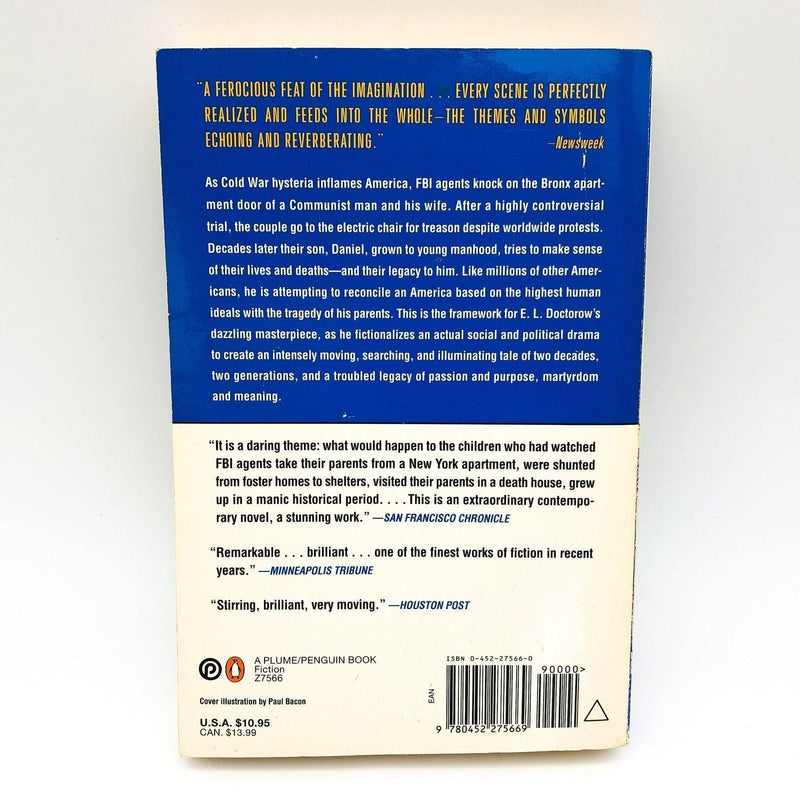 "A FEROCIOUS FEAT OF THE IMAGINATION . . . EVERY SCENE IS PERFECTLY
REALIZED AND FEEDS INTO THE WHOLE—THE THEMES AND SYMBOLS
ECHOING AND REVERBERATING."
—Newsweek
As Cold War hysteria inflames America, FBI agents knock on the Bronx apart-
ment door of a Communist man and his wife. After a highly controversial
trial, the couple go to the electric chair for treason despite worldwide protests.
Decades later their son, Daniel, grown to young manhood, tries to make sense
of their lives and deaths—and their legacy to him. Like millions of other Amer-
icans, he is attempting to reconcile an America based on the highest human
ideals with the tragedy of his parents. This is the framework for E. L. Doctorow's
dazzling masterpiece, as he fictionalizes an actual social and political drama
to create an intensely moving, searching, and illuminating tale of two decades,
two generations, and a troubled legacy of passion and purpose, martyrdom
and meaning.
"It is a daring theme: what would happen to the children who had watched
FBI agents take their parents from a New York apartment, were shunted
from foster homes to shelters, visited their parents in a death house, grew
up in a manic historical period. . . . This is an extraordinary contempo-
rary novel, a stunning work." —SAN FRANCISCO CHRONICLE
"Remarkable . . . brilliant . . . one of the finest works of fiction in recent
years." —MINNEAPOLIS TRIBUNE
"Stirring, brilliant, very moving." —HOUSTON POST
A PLUME/PENGUIN BOOK
Fiction
Z7566
Cover illustration by Paul Bacon
U.S.A. $10.95
CAN. $13.99
ISBN 0-452-27566-0
90000>
EAN
9 780452 275669